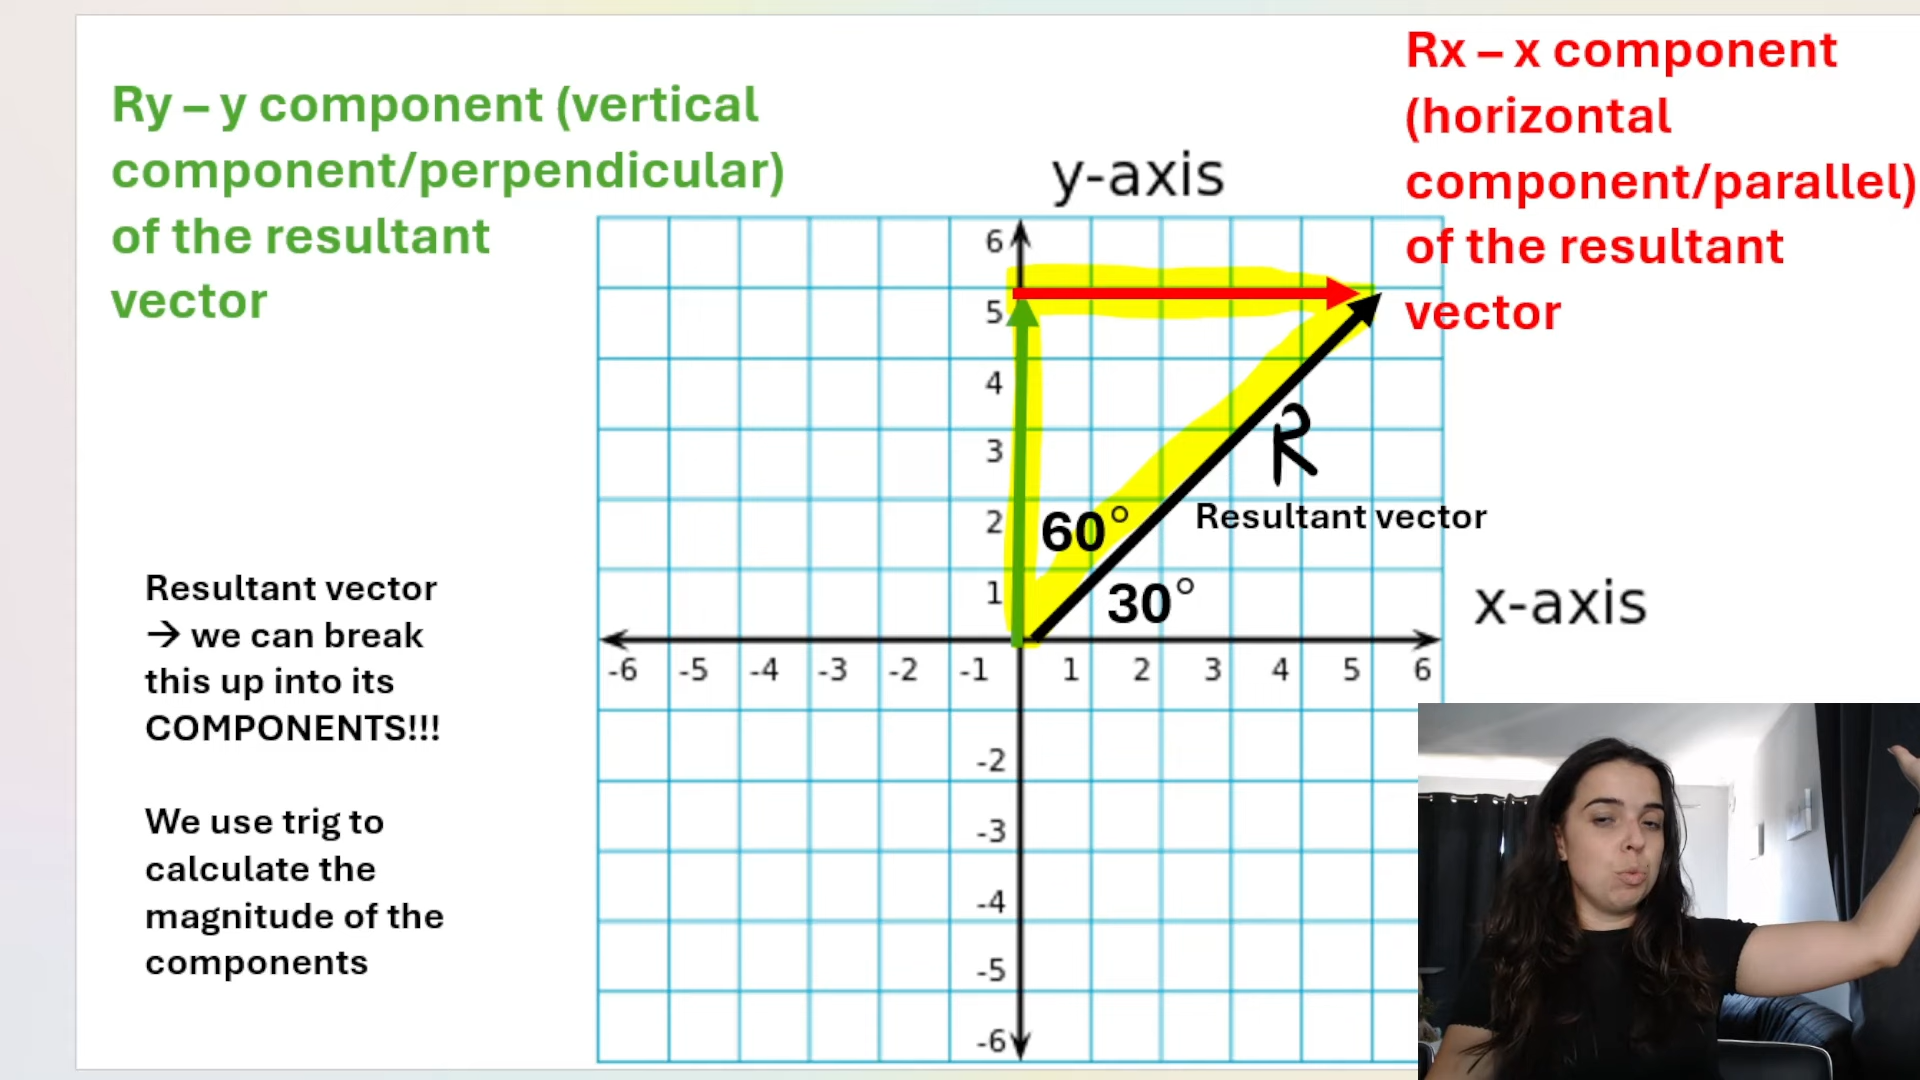 Ry – y component (vertical
component/perpendicular)
of the resultant
vector
Rx – x component
(horizontal
component/parallel)
of the resultant
vector
y-axis
6
5
4
3
2
1
60°
30°
R
Resultant vector
x-axis
-6 -5 -4 -3 -2 -1 1 2 3 4 5 6
-2
-3
-4
-5
-6
Resultant vector
→ we can break
this up into its
COMPONENTS!!!
We use trig to
calculate the
magnitude of the
components